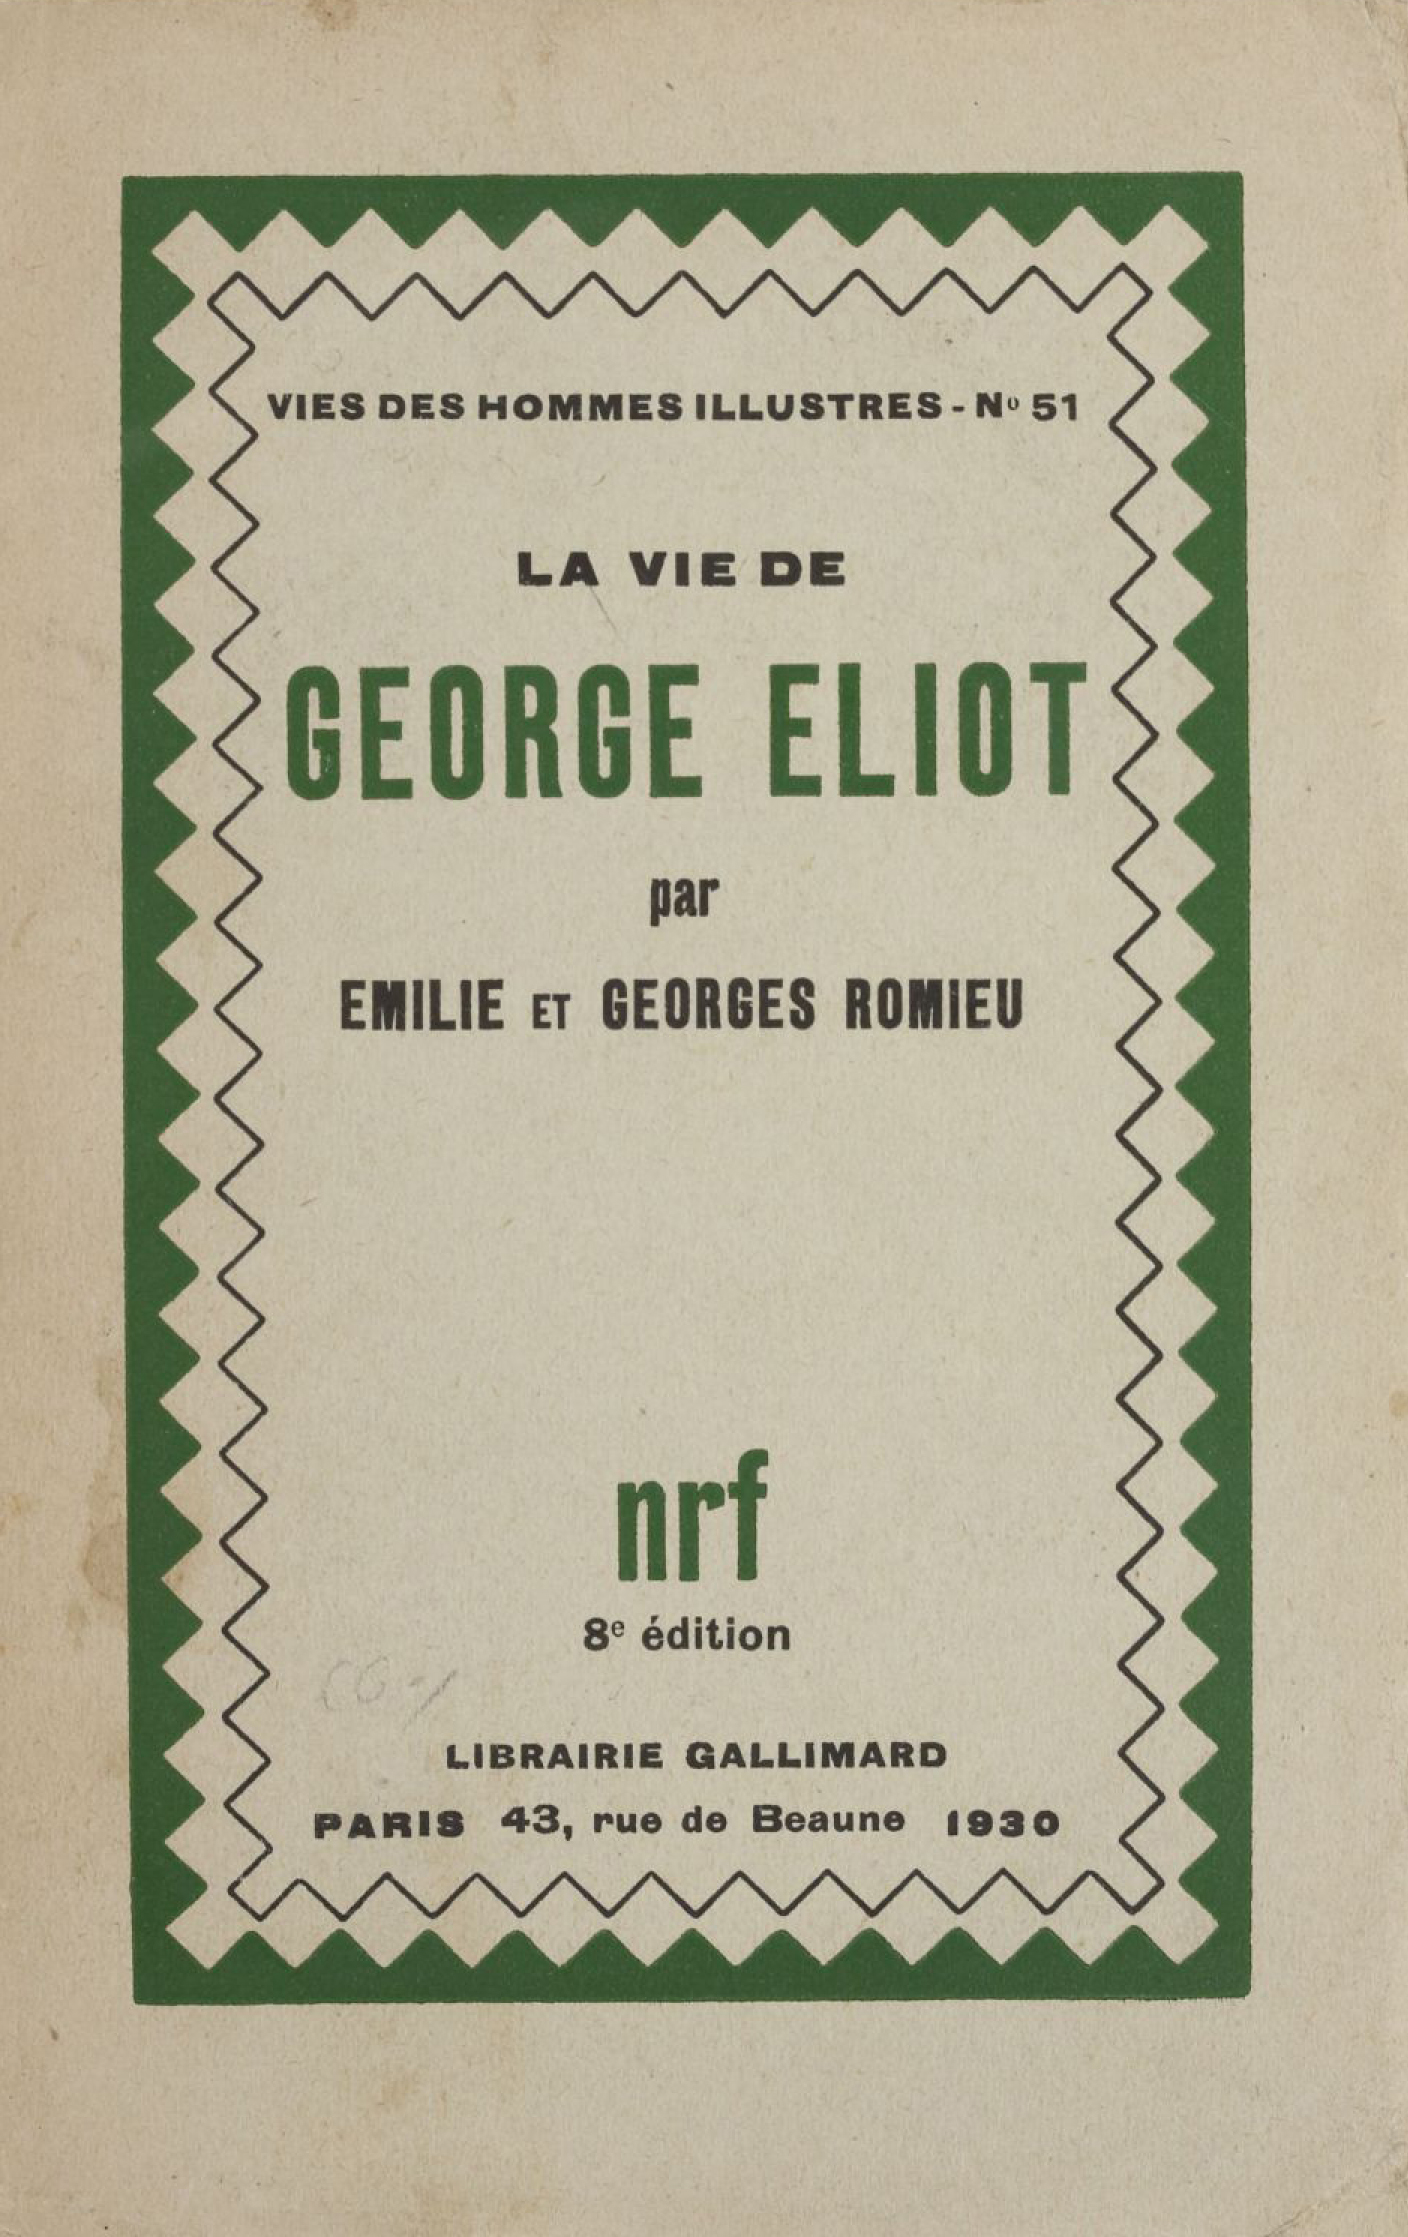 VIES DES HOMMES ILLUSTRES - Nº 51
LA VIE DE
GEORGE ELIOT
par
EMILIE ET GEORGES ROMIEU
nrf
8e édition
LIBRAIRIE GALLIMARD
PARIS 43, rue de Beaune 1930